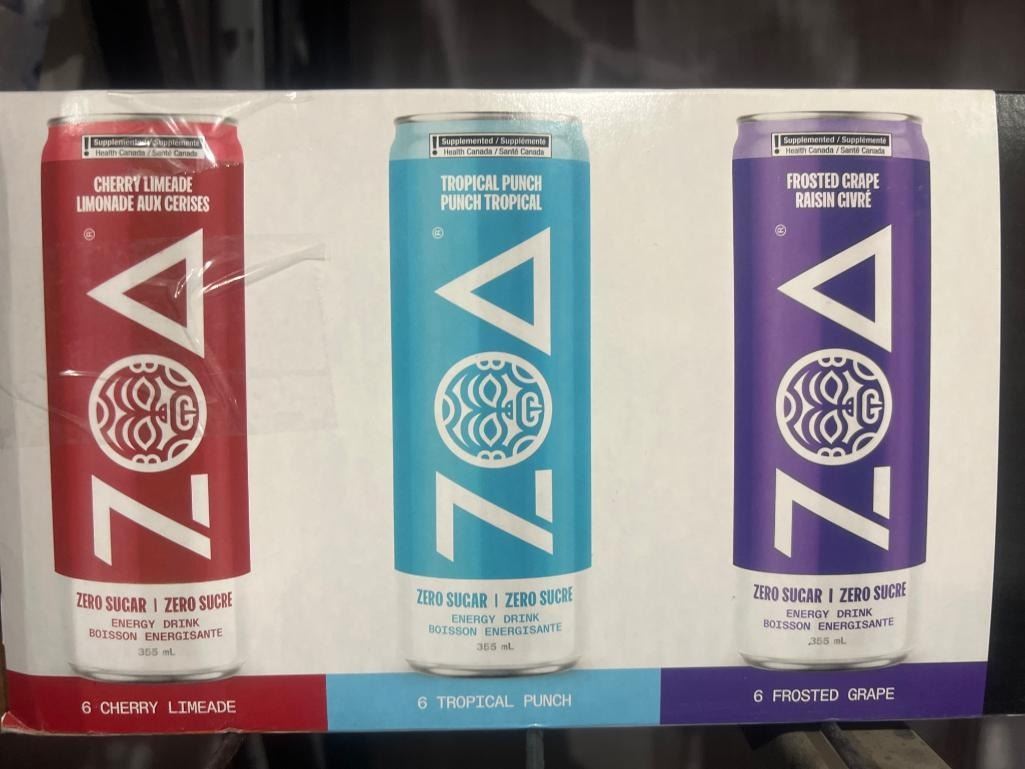 ! Supplemented / Supplémenté
Health Canada / Santé Canada
CHERRY LIMEADE
LIMONADE AUX CERISES
®
ZOA
ZERO SUGAR | ZERO SUCRE
ENERGY DRINK
BOISSON ENERGISANTE
355 mL
6 CHERRY LIMEADE
! Supplemented / Supplémenté
Health Canada / Santé Canada
TROPICAL PUNCH
PUNCH TROPICAL
®
ZOA
ZERO SUGAR | ZERO SUCRE
ENERGY DRINK
BOISSON ENERGISANTE
355 mL
6 TROPICAL PUNCH
! Supplemented / Supplémenté
Health Canada / Santé Canada
FROSTED GRAPE
RAISIN GIVRÉ
®
ZOA
ZERO SUGAR | ZERO SUCRE
ENERGY DRINK
BOISSON ENERGISANTE
355 mL
6 FROSTED GRAPE